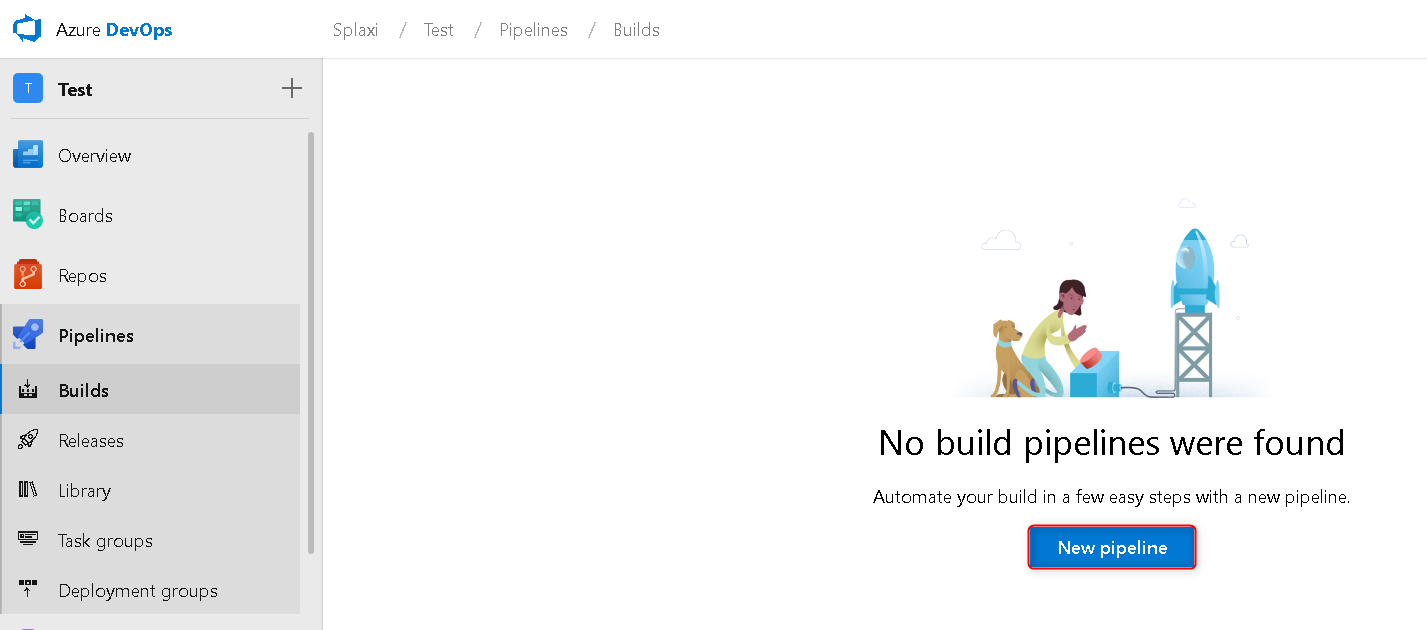 Azure DevOps
Splaxi / Test / Pipelines / Builds
T Test
Overview
Boards
Repos
Pipelines
Builds
Releases
Library
Task groups
Deployment groups
No build pipelines were found
Automate your build in a few easy steps with a new pipeline.
New pipeline